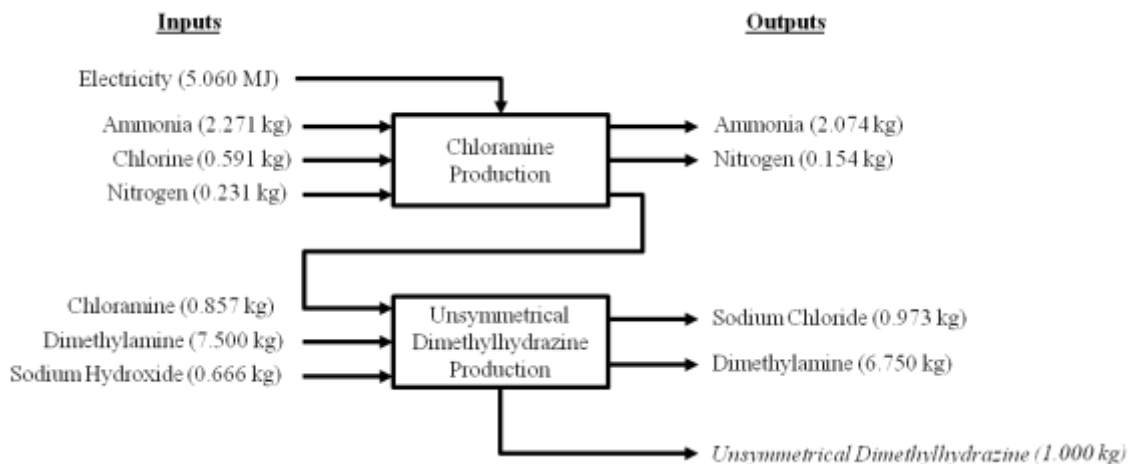 Inputs
Outputs
Electricity (5.060 MJ)
Ammonia (2.271 kg)
Chlorine (0.591 kg)
Nitrogen (0.231 kg)
Chloramine
Production
Ammonia (2.074 kg)
Nitrogen (0.154 kg)
Chloramine (0.857 kg)
Dimethylamine (7.500 kg)
Sodium Hydroxide (0.666 kg)
Unsymmetrical
Dimethylhydrazine
Production
Sodium Chloride (0.973 kg)
Dimethylamine (6.750 kg)
Unsymmetrical Dimethylhydrazine (1.000 kg)